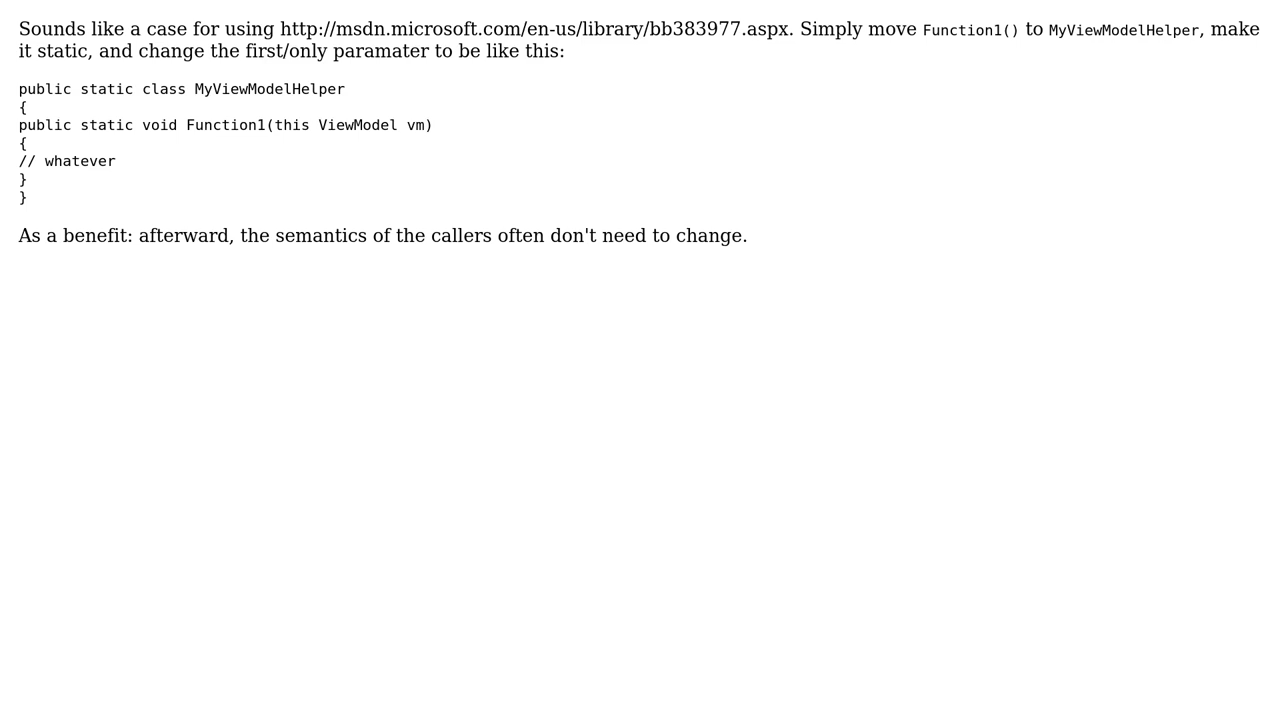 Sounds like a case for using http://msdn.microsoft.com/en-us/library/bb383977.aspx. Simply move Function1() to MyViewModelHelper, make
it static, and change the first/only paramater to be like this:
public static class MyViewModelHelper
{
public static void Function1(this ViewModel vm)
{
// whatever
}
}
As a benefit: afterward, the semantics of the callers often don't need to change.